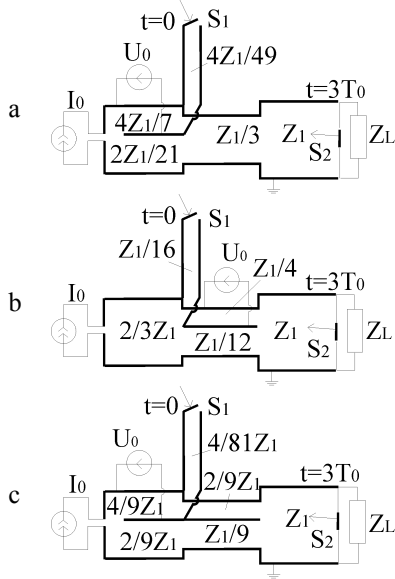 t=0 S1
U0
4Z1/49
t=3T0
a
I0
4Z1/7
Z1/3
Z1
ZL
2Z1/21
S2
t=0 S1
Z1/16
U0
Z1/4
t=3T0
b
I0
2/3Z1
Z1
ZL
Z1/12
S2
t=0 S1
U0
4/81Z1
2/9Z1
t=3T0
c
I0
4/9Z1
Z1
ZL
2/9Z1
Z1/9
S2